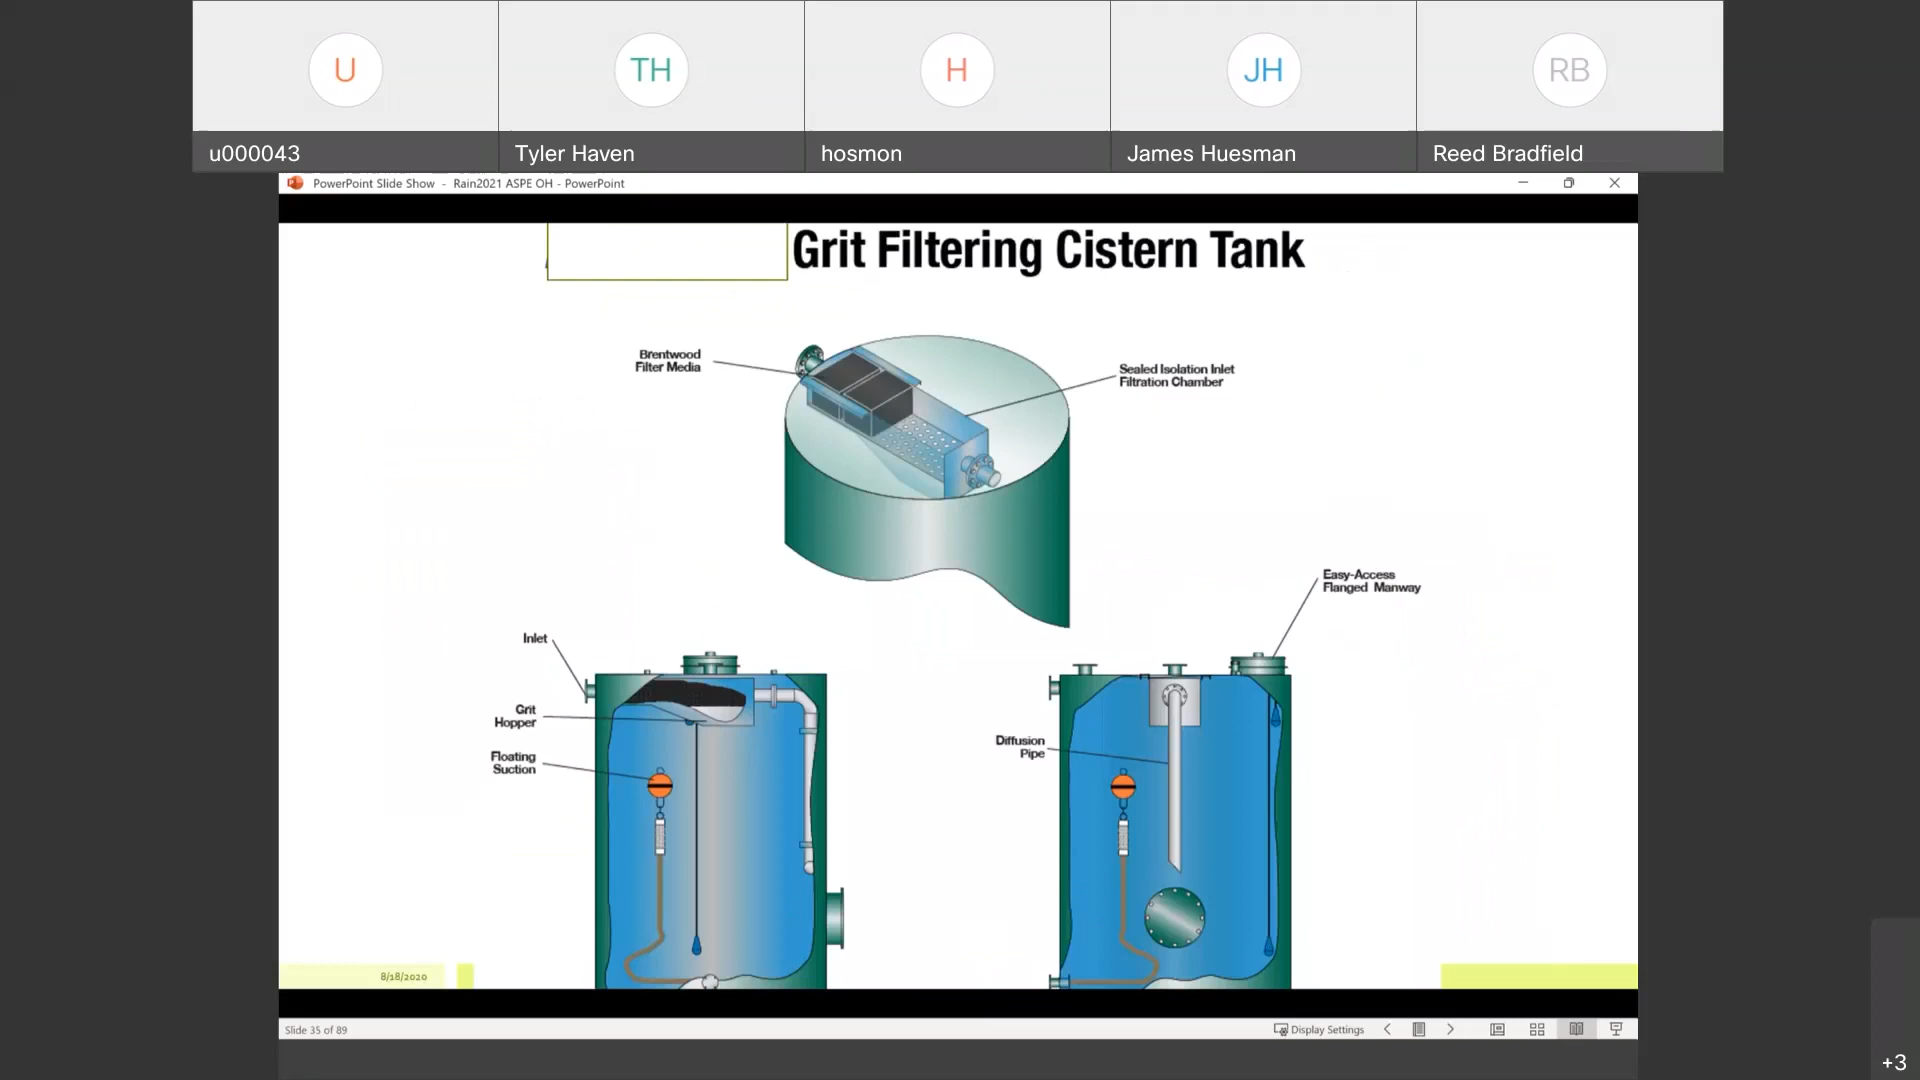 U
TH
H
JH
RB
u000043
Tyler Haven
hosmon
James Huesman
Reed Bradfield
PowerPoint Slide Show - Rain2021 ASPE OH - PowerPoint
Grit Filtering Cistern Tank
Brentwood
Filter Media
Sealed Isolation Inlet
Filtration Chamber
Easy-Access
Flanged Manway
Inlet
Grit
Hopper
Floating
Suction
Diffusion
Pipe
8/18/2020
Slide 35 of 89
Display Settings
+3